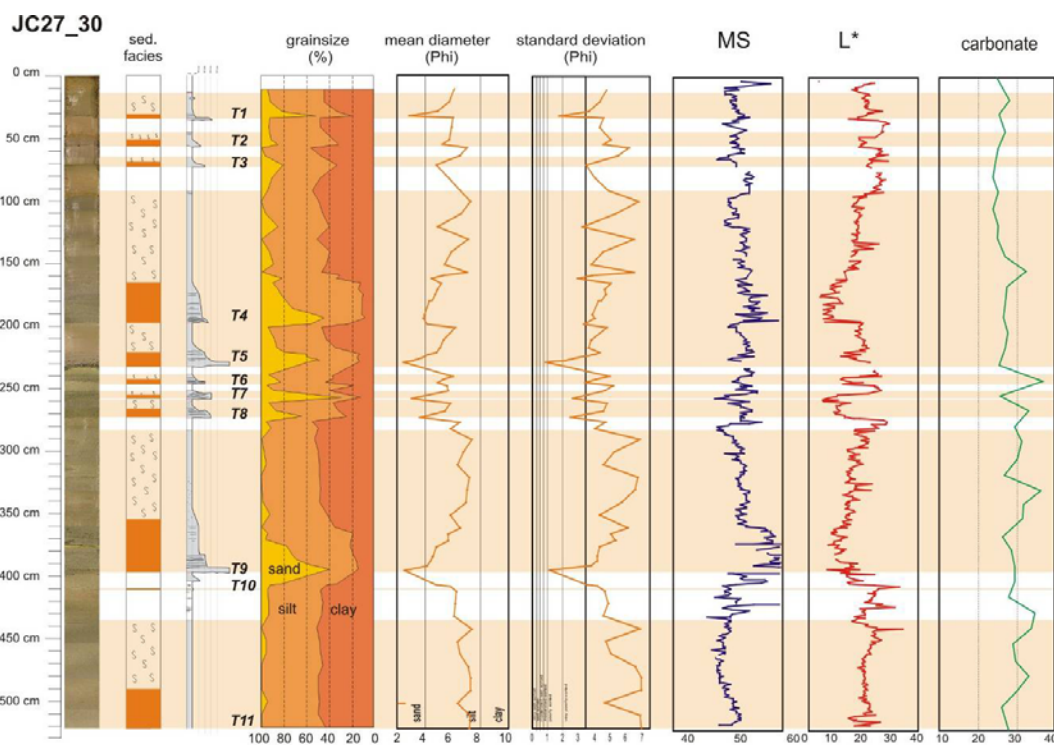 JC27_30
sed. facies
grainsize (%)
mean diameter (Phi)
standard deviation (Phi)
MS
L*
carbonate
0 cm
50 cm
100 cm
150 cm
200 cm
250 cm
300 cm
350 cm
400 cm
450 cm
500 cm
T1
T2
T3
T4
T5
T6
T7
T8
T9
T10
T11
sand
silt
clay
sand
silt
clay
100 80 60 40 20 0
2 4 6 8 10
0 1 2 3 4 5 6 7
40 50 60
0 10 20 30 40
10 20 30 40